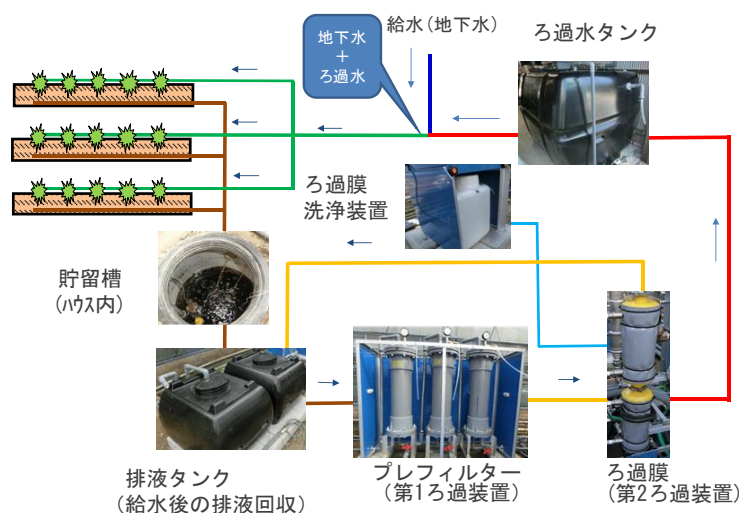 給水（地下水）
ろ過水タンク
地下水
＋
ろ過水
ろ過膜
洗浄装置
貯留槽
（ハウス内）
排液タンク
（給水後の排液回収）
プレフィルター
（第1ろ過装置）
ろ過膜
（第2ろ過装置）